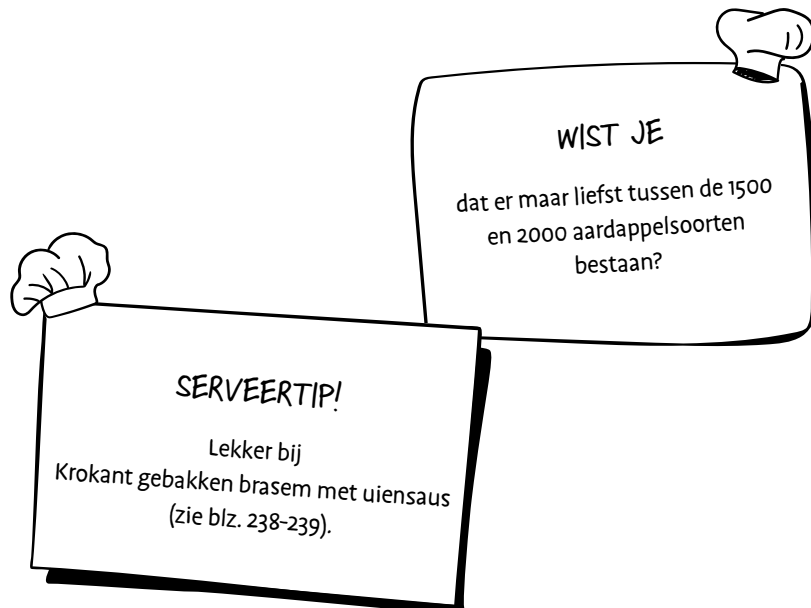 WIST JE
dat er maar liefst tussen de 1500
en 2000 aardappelsoorten
bestaan?
SERVEERTIP!
Lekker bij
Krokant gebakken brasem met uiensaus
(zie blz. 238-239).